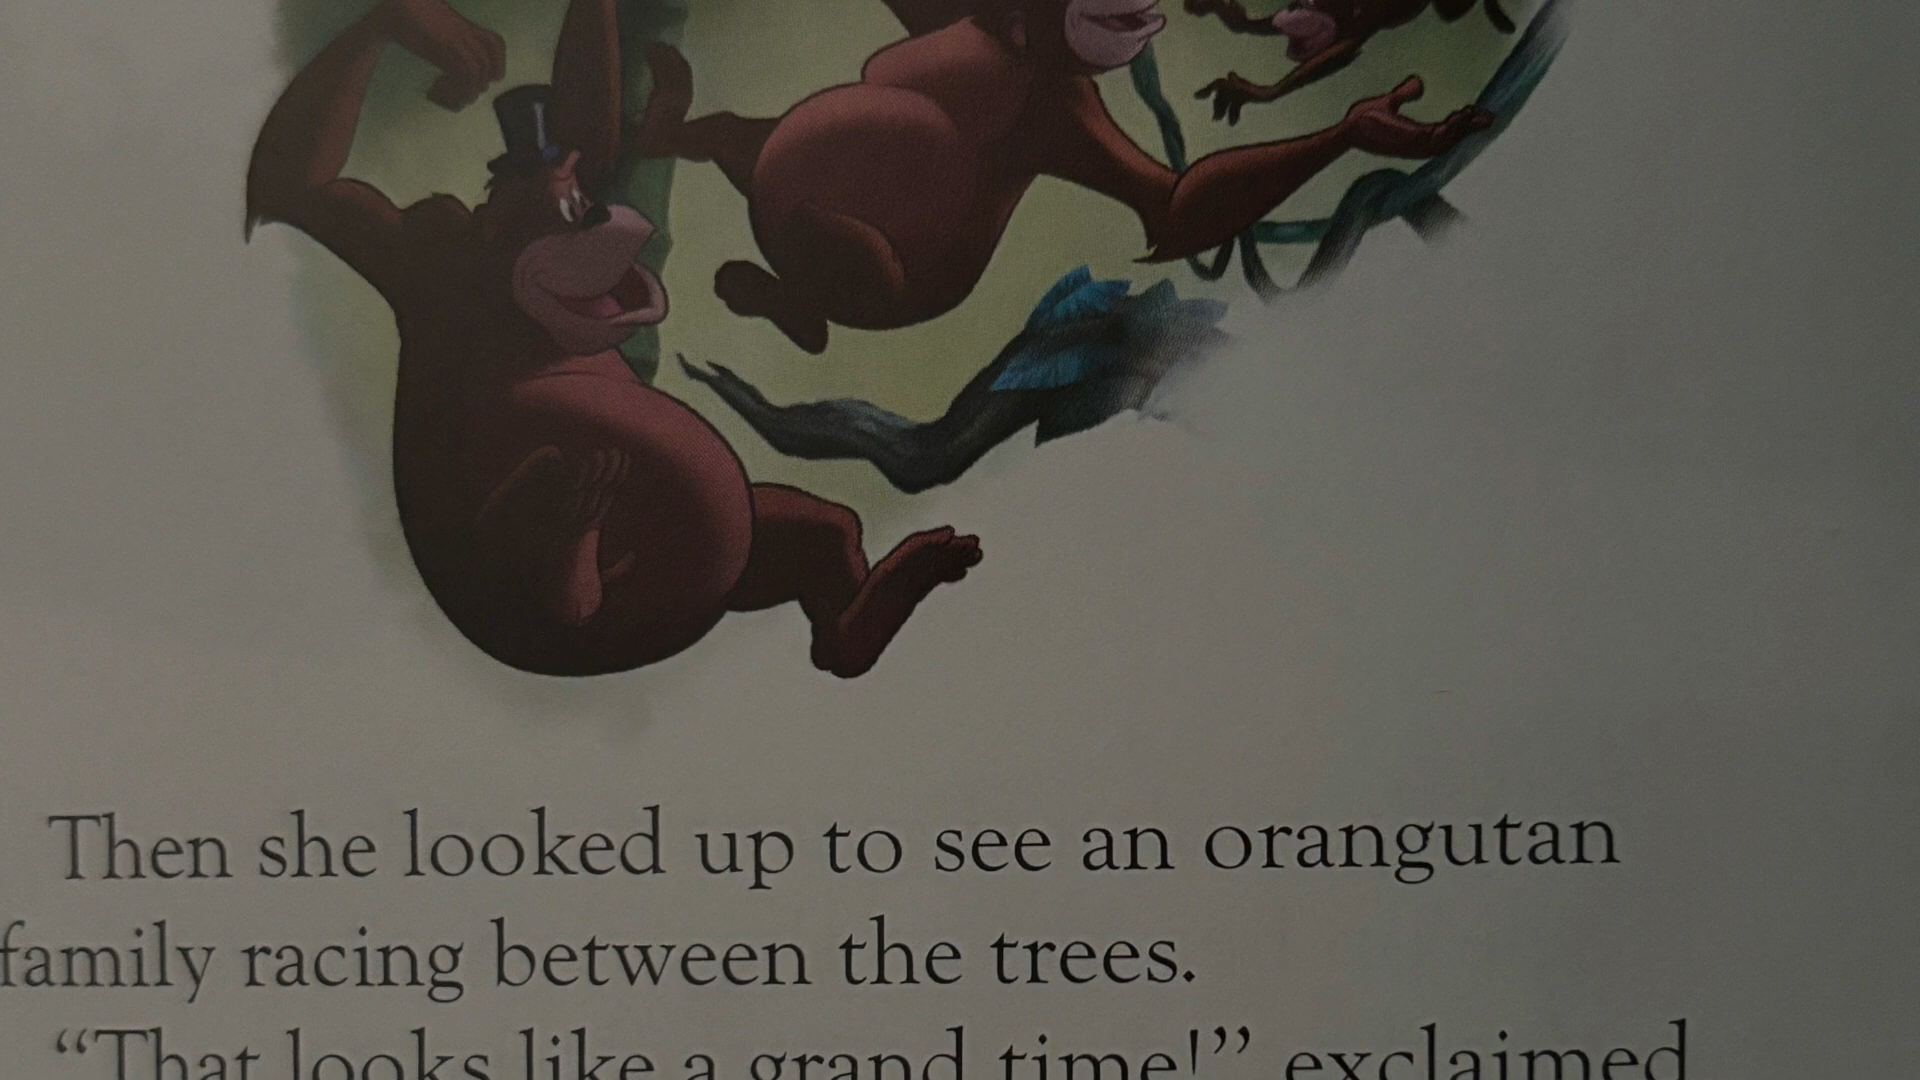 Then she looked up to see an orangutan
family racing between the trees.
“That looks like a grand time!” exclaimed